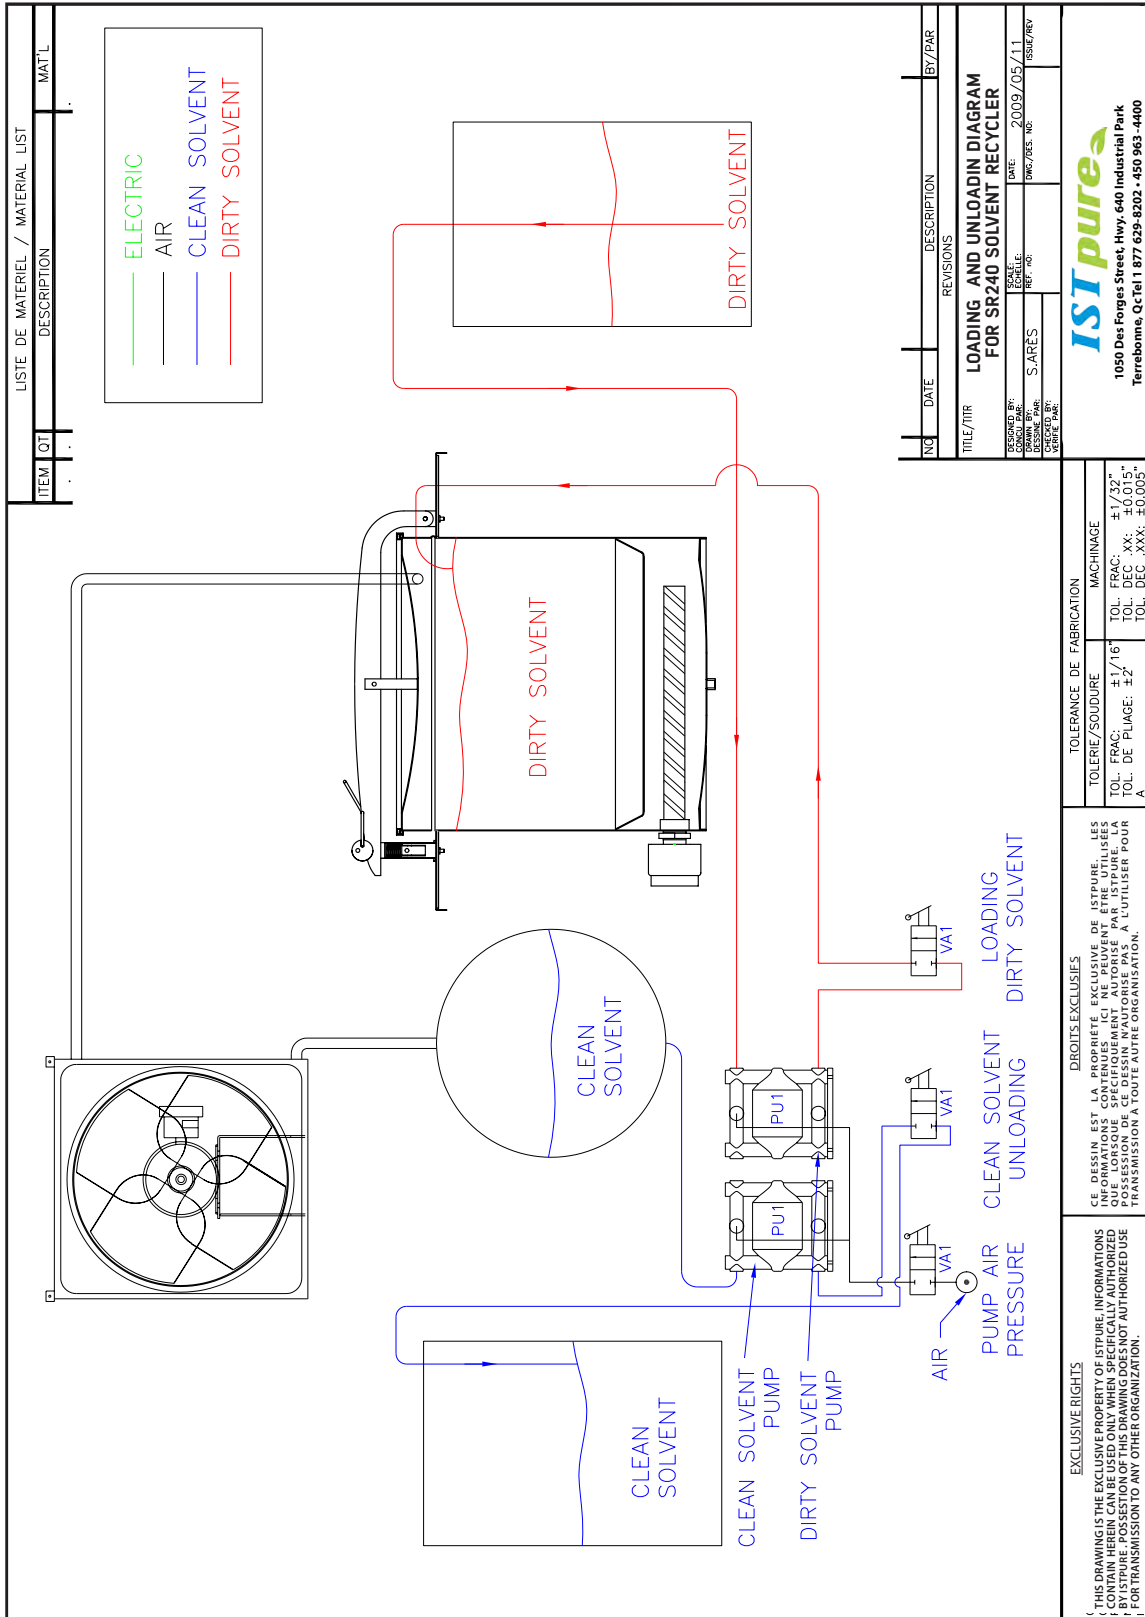 LISTE DE MATERIEL / MATERIAL LIST
ITEM QT DESCRIPTION MAT'L
ELECTRIC
AIR
CLEAN SOLVENT
DIRTY SOLVENT
DIRTY SOLVENT
DIRTY SOLVENT
CLEAN
SOLVENT
CLEAN
SOLVENT
PU1
PU1
CLEAN SOLVENT
PUMP
DIRTY SOLVENT
PUMP
AIR
VA1
VA1
VA1
PUMP AIR
PRESSURE
CLEAN SOLVENT
UNLOADING
LOADING
DIRTY SOLVENT
NO DATE DESCRIPTION BY/PAR
REVISIONS
TITLE/TITR
LOADING AND UNLOADIN DIAGRAM
FOR SR240 SOLVENT RECYCLER
DESIGNED BY:
CONCU PAR:
DRAWN BY:
DESSINE PAR:
S.ARÈS
CHECKED BY:
VERIFIE PAR:
SCALE:
ECHELLE:
REF. nO:
DATE:
2009/05/11
DWG./DES. NO:
ISSUE/REV
IST pure
1050 Des Forges Street, Hwy. 640 Industrial Park
Terrebonne, Qc Tel 1 877 629-8202 - 450 963-4400
TOLERANCE DE FABRICATION
TOLERIE/SOUDURE
MACHINAGE
TOL. FRAC: ±1/16"
TOL. DE PLIAGE: ±2°
A
TOL. FRAC: ±1/32"
TOL. DEC .XX: ±0.015"
TOL. DEC .XXX: ±0.005"
DROITS EXCLUSIFS
CE DESSIN EST LA PROPRIÉTÉ EXCLUSIVE DE ISTPURE. LES
INFORMATIONS CONTENUES ICI NE PEUVENT ÊTRE UTILISÉES
QUE LORSQUE SPÉCIFIQUEMENT AUTORISÉ PAR ISTPURE. LA
POSSESSION DE CE DESSIN N'AUTORISE PAS À L'UTILISER POUR
TRANSMISSION À TOUTE AUTRE ORGANISATION.
EXCLUSIVE RIGHTS
THIS DRAWING IS THE EXCLUSIVE PROPERTY OF ISTPURE, INFORMATIONS
CONTAIN HEREIN CAN BE USED ONLY WHEN SPECIFICALLY AUTHORIZED
BY ISTPURE. POSSESTION OF THIS DRAWING DOES NOT AUTHORIZED USE
FOR TRANSMISSION TO ANY OTHER ORGANIZATION.